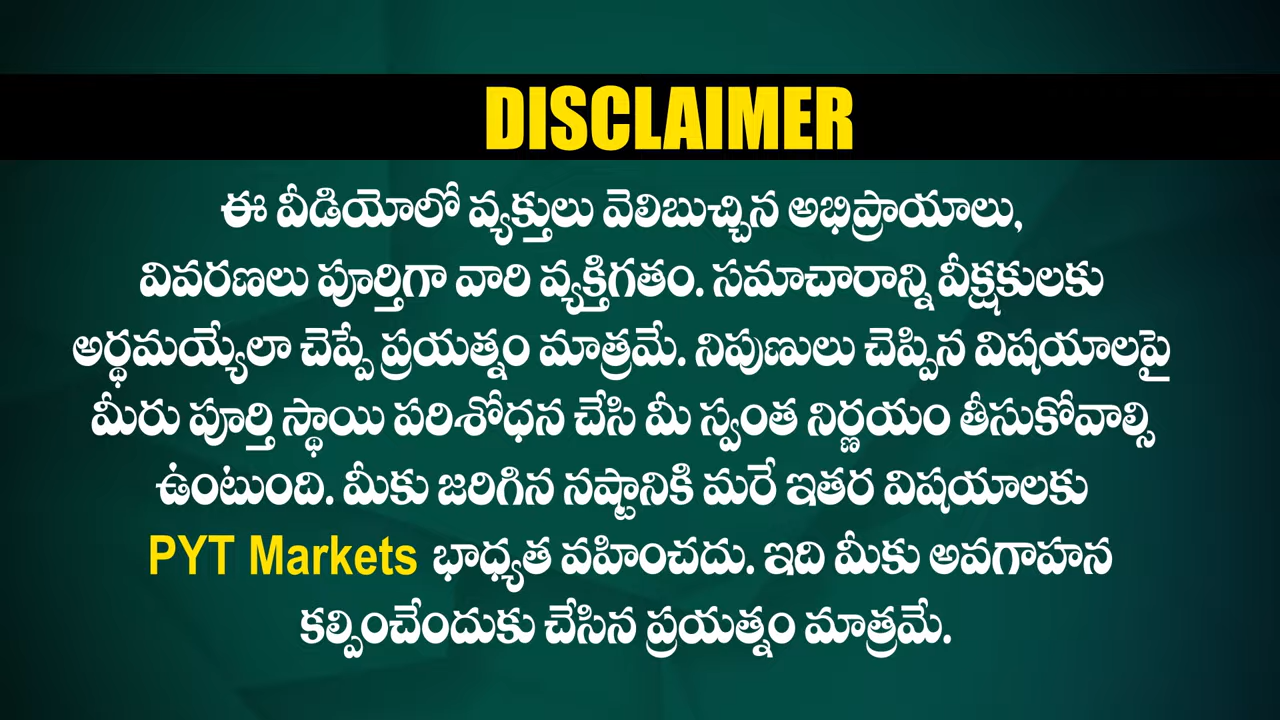 DISCLAIMER
ఈ వీడియోలో వ్యక్తులు వెలిబుచ్చిన అభిప్రాయాలు,
వివరణలు పూర్తిగా వారి వ్యక్తిగతం. సమాచారాన్ని వీక్షకులకు
అర్థమయ్యేలా చెప్పే ప్రయత్నం మాత్రమే. నిపుణులు చెప్పిన విషయాలపై
మీరు పూర్తి స్థాయి పరిశోధన చేసి మీ స్వంత నిర్ణయం తీసుకోవాల్సి
ఉంటుంది. మీకు జరిగిన నష్టానికి మరే ఇతర విషయాలకు
PYT Markets భాధ్యత వహించదు. ఇది మీకు అవగాహన
కల్పించేందుకు చేసిన ప్రయత్నం మాత్రమే.